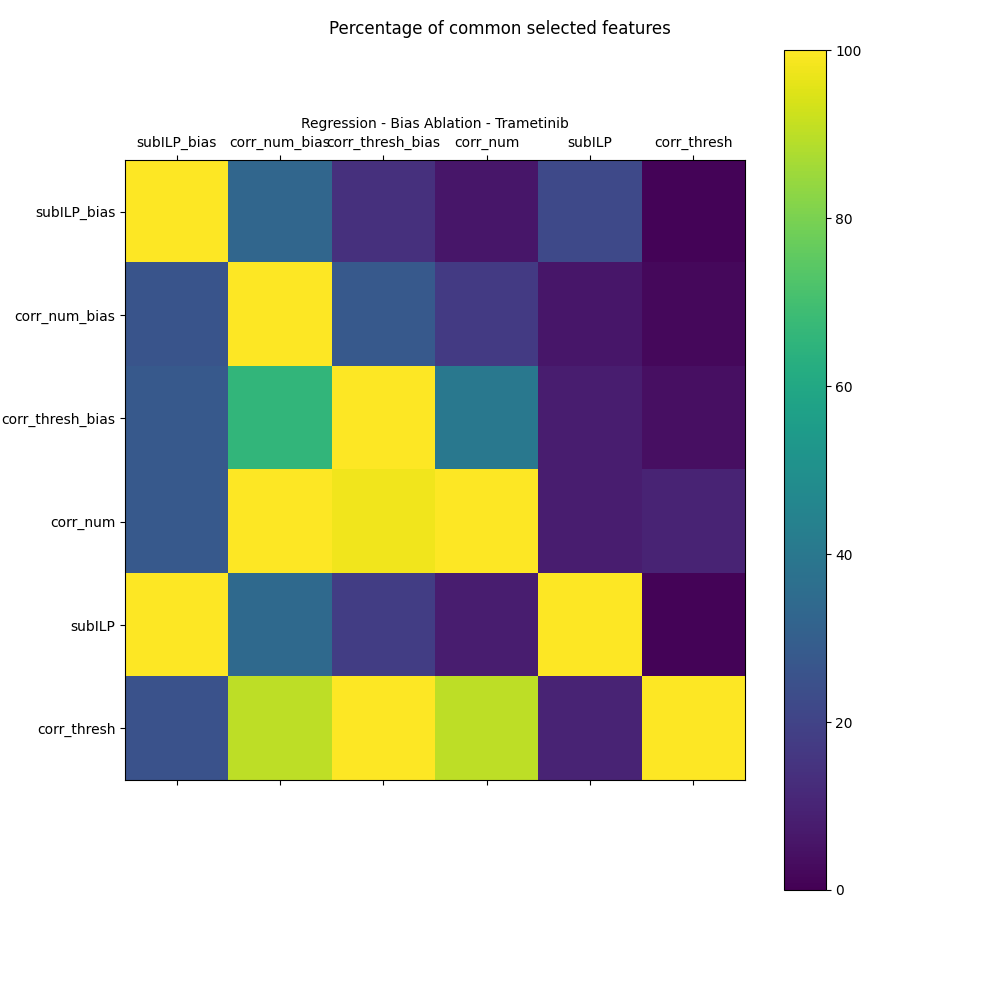 Percentage of common selected features
Regression - Bias Ablation - Trametinib
subILP_bias corr_num_bias corr_thresh_bias corr_num subILP corr_thresh
subILP_bias
corr_num_bias
corr_thresh_bias
corr_num
subILP
corr_thresh
100
80
60
40
20
0